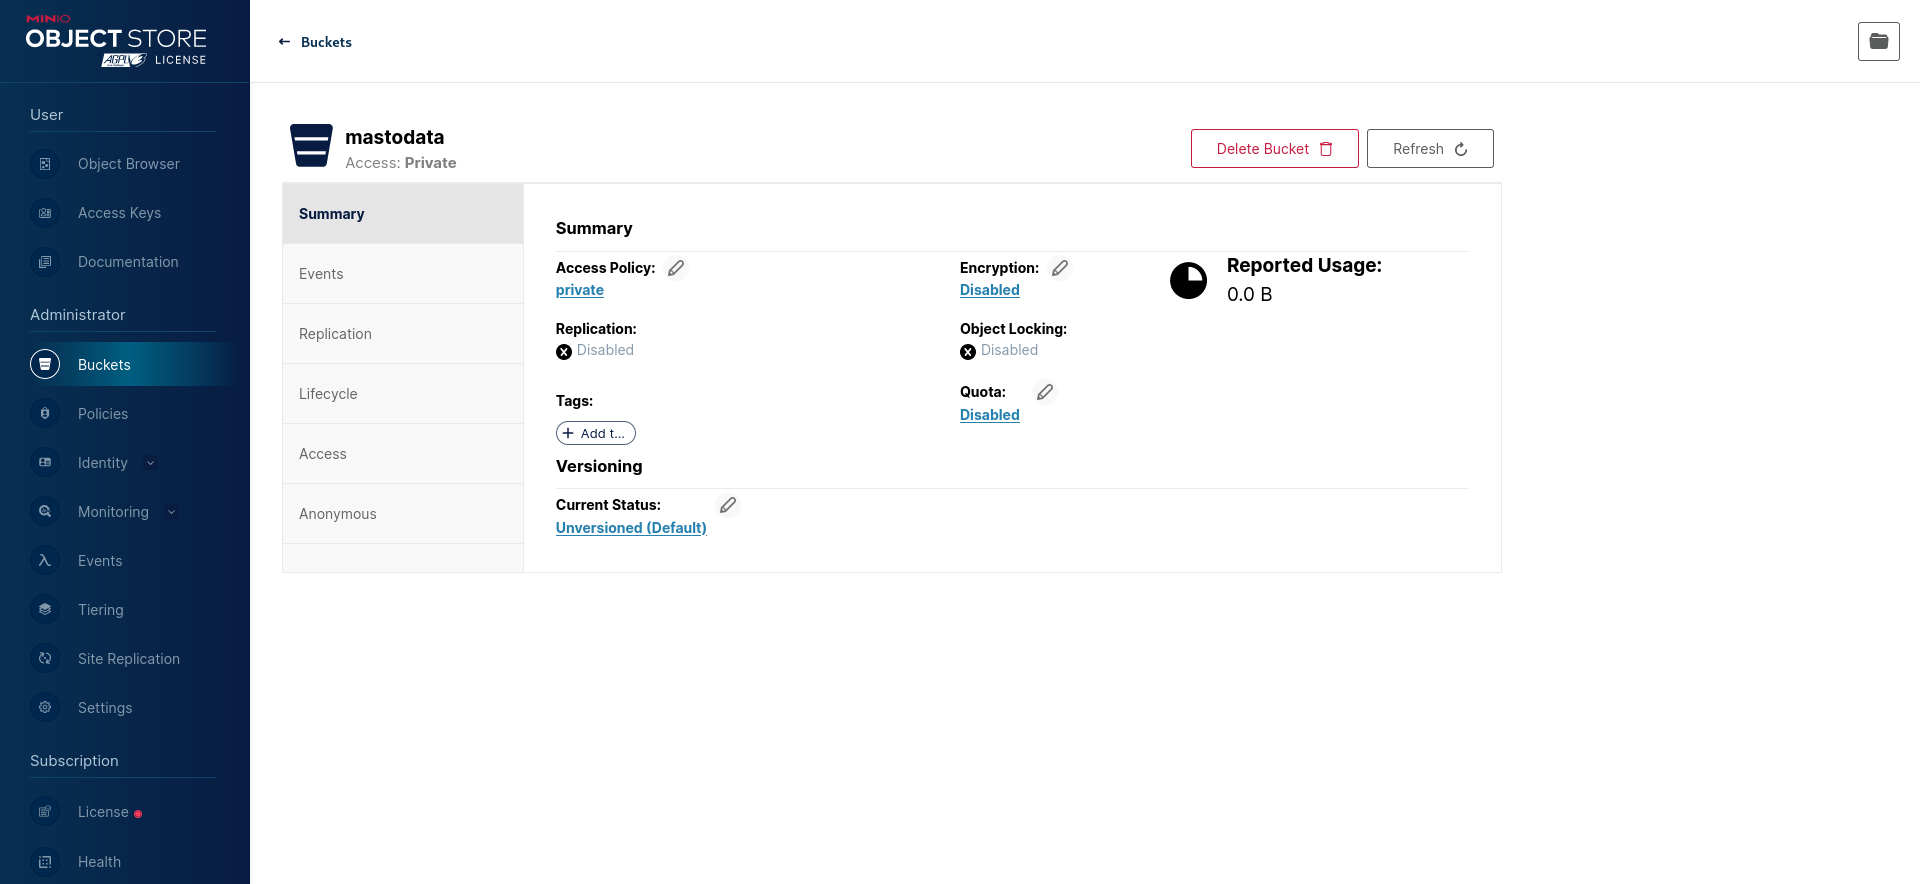 MINIO
OBJECT STORE
AGPLv3 LICENSE
User
Object Browser
Access Keys
Documentation
Administrator
Buckets
Policies
Identity
Monitoring
Events
Tiering
Site Replication
Settings
Subscription
License
Health
Buckets
mastodata
Access: Private
Delete Bucket
Refresh
Summary
Events
Replication
Lifecycle
Access
Anonymous
Summary
Access Policy:
private
Encryption:
Disabled
Reported Usage:
0.0 B
Replication:
Disabled
Object Locking:
Disabled
Tags:
+ Add t...
Quota:
Disabled
Versioning
Current Status:
Unversioned (Default)